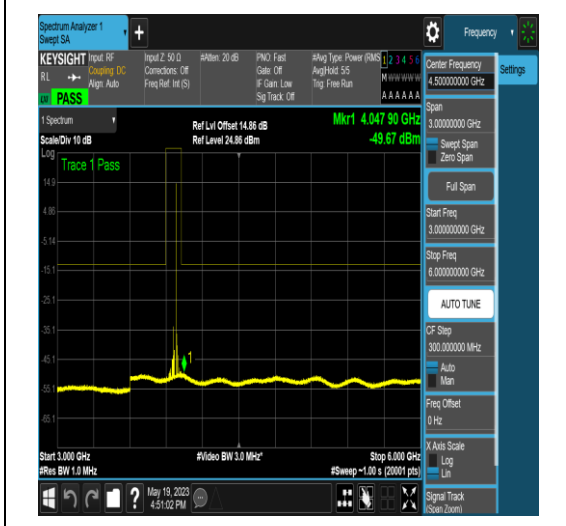 Spectrum Analyzer 1
Swept SA
+
Frequency
KEYSIGHT
RL
Input: RF
Coupling: DC
Align: Auto
Input Z: 50 Ω
Corrections: Off
Freq Ref: Int (S)
#Atten: 20 dB
PNO: Fast
Gate: Off
IF Gain: Low
Sig Track: Off
#Avg Type: Power (RMS
Avg|Hold: 5/5
Trig: Free Run
1 2 3 4 5 6
M W W W W W
A A A A A A
PASS
1 Spectrum
Scale/Div 10 dB
Ref Lvl Offset 14.86 dB
Ref Level 24.86 dBm
Mkr1 4.047 90 GHz
-49.67 dBm
Log
Trace 1 Pass
14.9
4.86
-5.14
-15.1
-25.1
-35.1
-45.1
-55.1
-65.1
1
Start 3.000 GHz
#Res BW 1.0 MHz
#Video BW 3.0 MHz*
Stop 6.000 GHz
#Sweep ~1.00 s (20001 pts)
May 19, 2023
4:51:02 PM
Center Frequency
4.500000000 GHz
Settings
Span
3.00000000 GHz
Swept Span
Zero Span
Full Span
Start Freq
3.000000000 GHz
Stop Freq
6.000000000 GHz
AUTO TUNE
CF Step
300.000000 MHz
Auto
Man
Freq Offset
0 Hz
X Axis Scale
Log
Lin
Signal Track
(Span Zoom)